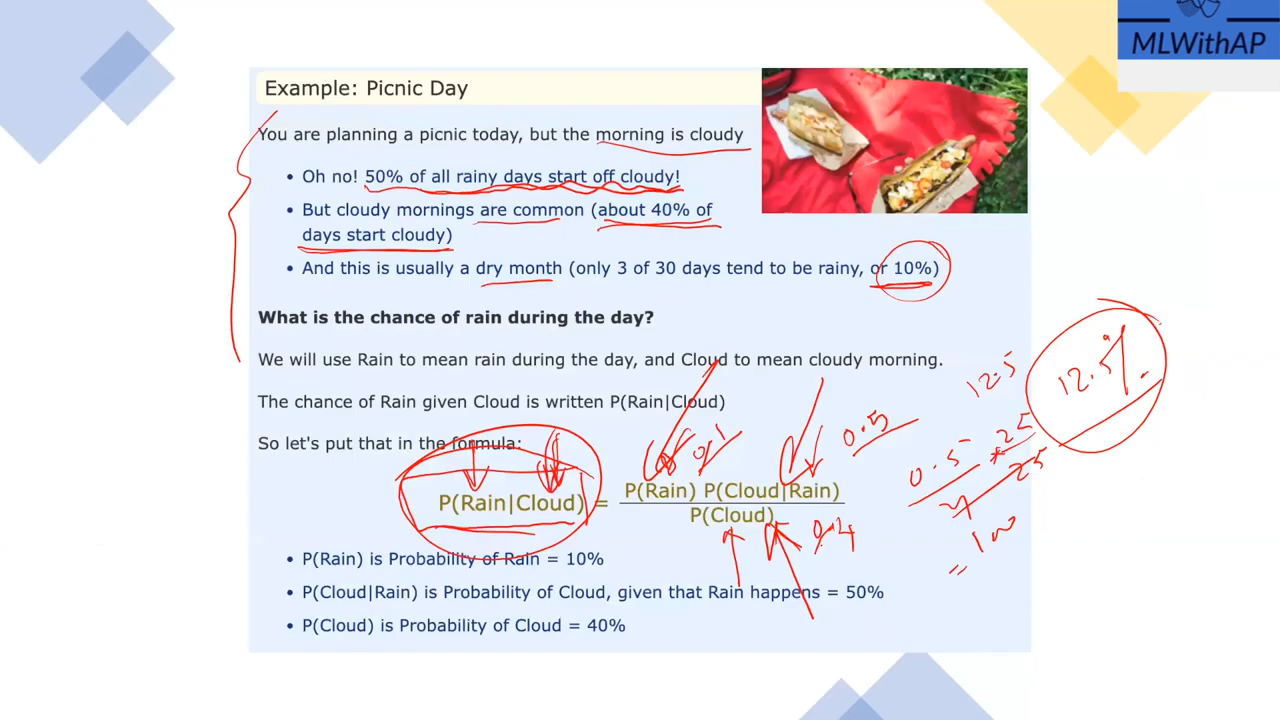 MLWithAP
Example: Picnic Day
You are planning a picnic today, but the morning is cloudy
• Oh no! 50% of all rainy days start off cloudy!
• But cloudy mornings are common (about 40% of
days start cloudy)
• And this is usually a dry month (only 3 of 30 days tend to be rainy, or 10%)
What is the chance of rain during the day?
We will use Rain to mean rain during the day, and Cloud to mean cloudy morning.
The chance of Rain given Cloud is written P(Rain|Cloud)
So let's put that in the formula:
P(Rain|Cloud) = P(Rain) P(Cloud|Rain)
P(Cloud)
• P(Rain) is Probability of Rain = 10%
• P(Cloud|Rain) is Probability of Cloud, given that Rain happens = 50%
• P(Cloud) is Probability of Cloud = 40%
0.1
0.5
0.4
12.5
12.5%
0.5 × 25
4 25
= 100